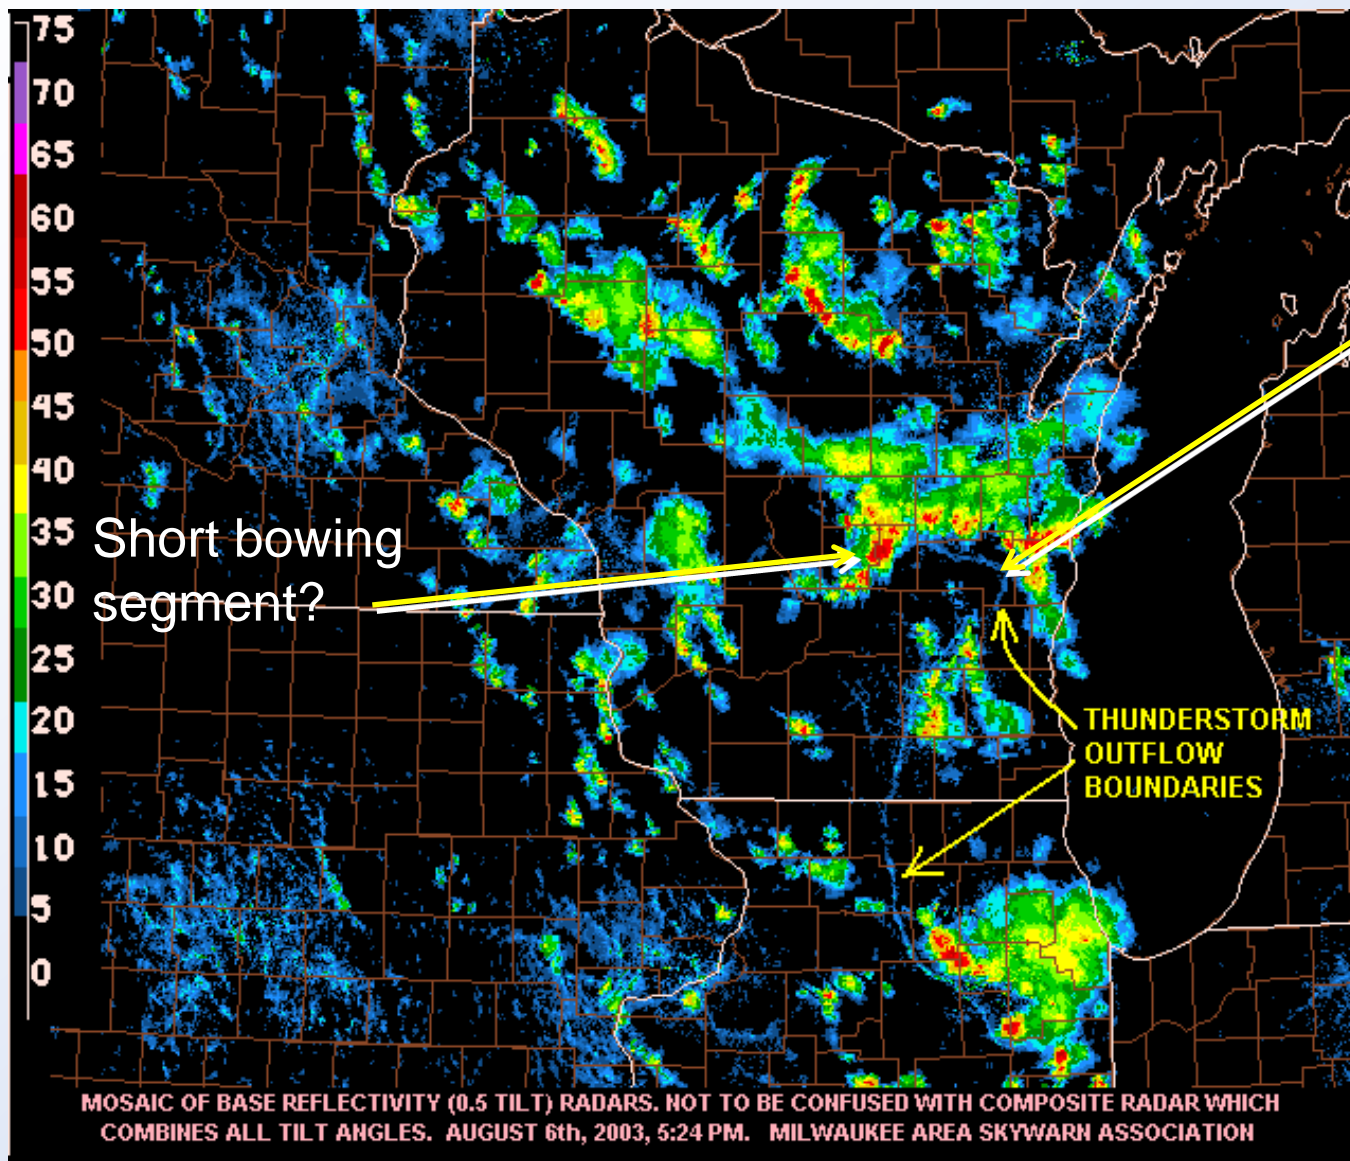 75
70
65
60
55
50
45
40
35
30
25
20
15
10
5
0
Short bowing
segment?
THUNDERSTORM
OUTFLOW
BOUNDARIES
MOSAIC OF BASE REFLECTIVITY (0.5 TILT) RADARS. NOT TO BE CONFUSED WITH COMPOSITE RADAR WHICH
COMBINES ALL TILT ANGLES. AUGUST 6th, 2003, 5:24 PM. MILWAUKEE AREA SKYWARN ASSOCIATION